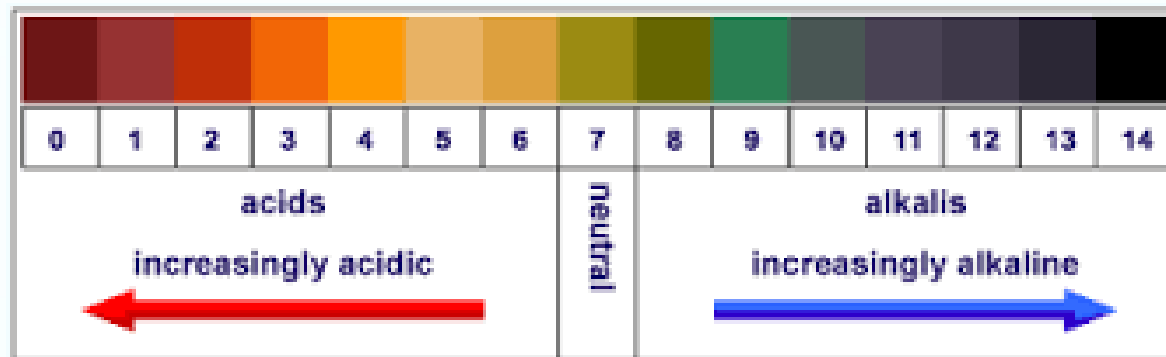 0 1 2 3 4 5 6 7 8 9 10 11 12 13 14
acids neutral alkalis
increasingly acidic increasingly alkaline